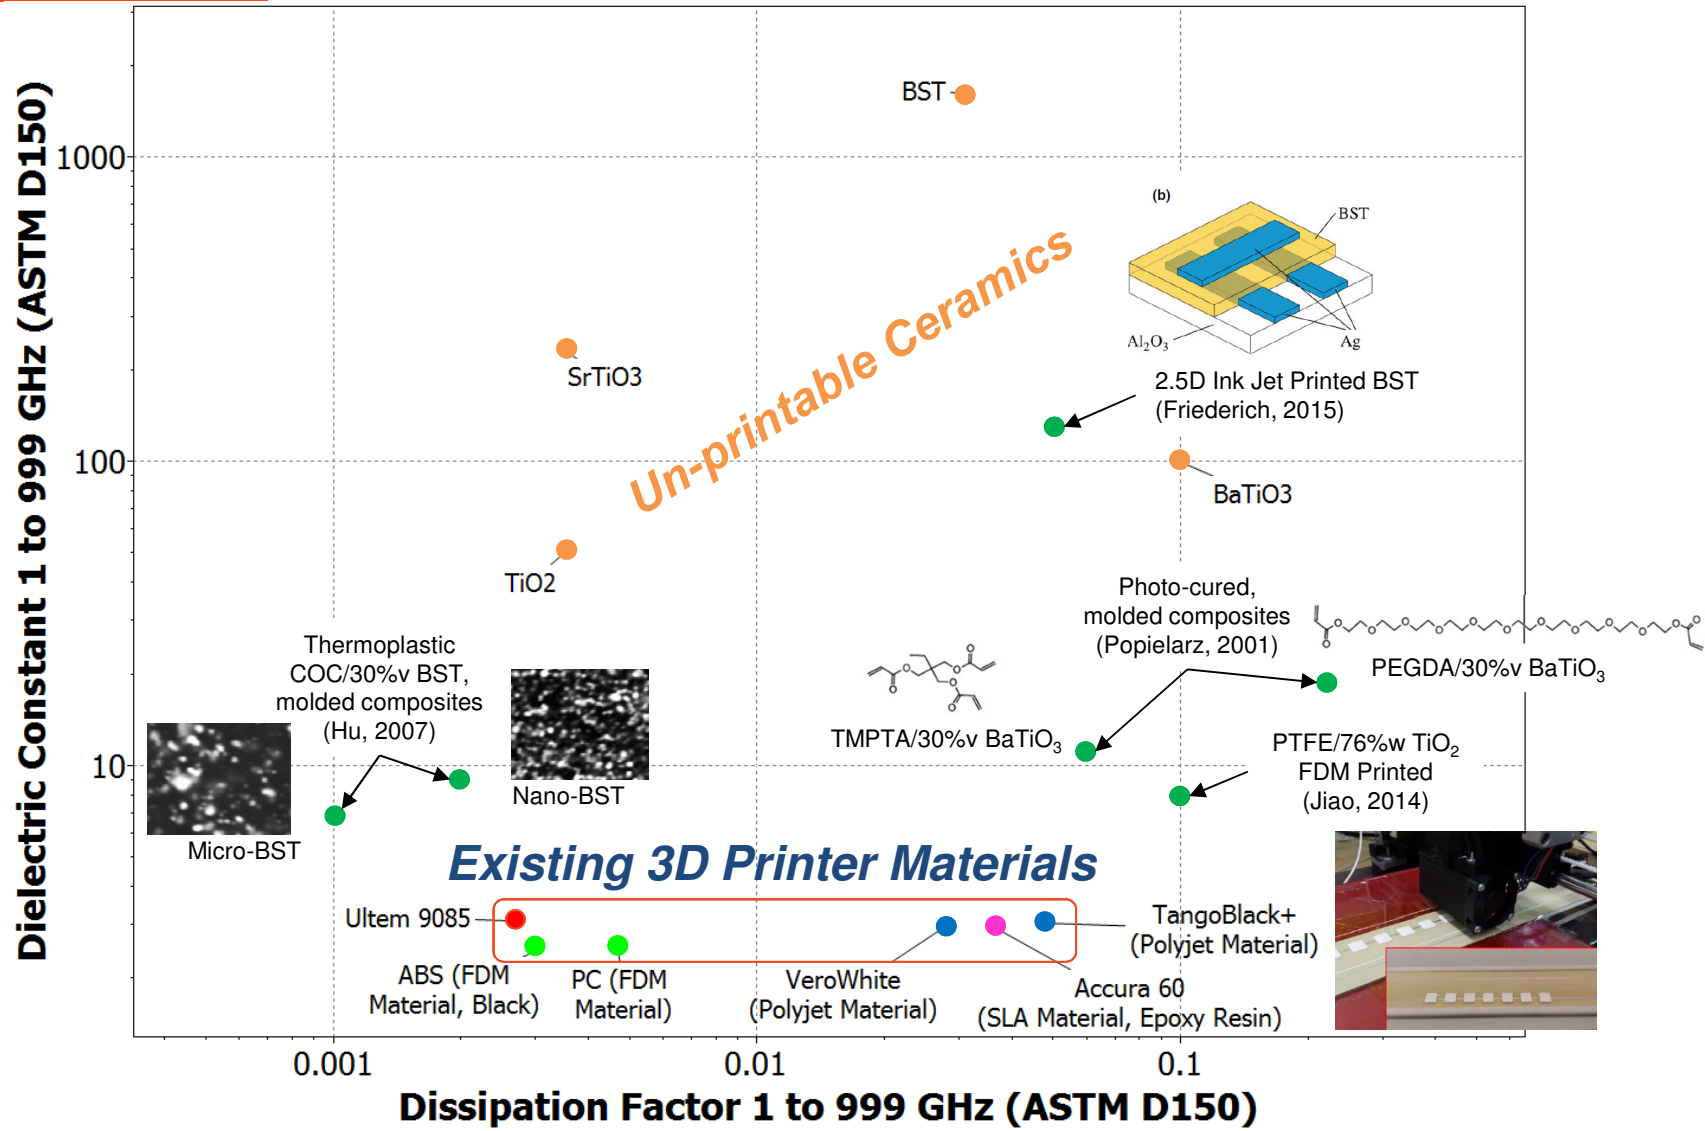 Dielectric Constant 1 to 999 GHz (ASTM D150)
1000
100
10
BST
(b)
BST
Al2O3
Ag
Un-printable Ceramics
SrTiO3
2.5D Ink Jet Printed BST
(Friederich, 2015)
BaTiO3
TiO2
Photo-cured,
molded composites
(Popielarz, 2001)
O
O
O
O
O
O
O
O
O
O
O
O
O
PEGDA/30%v BaTiO3
Thermoplastic
COC/30%v BST,
molded composites
(Hu, 2007)
O
O
O
O
O
O
TMPTA/30%v BaTiO3
PTFE/76%w TiO2
FDM Printed
(Jiao, 2014)
Nano-BST
Micro-BST
Existing 3D Printer Materials
Ultem 9085
ABS (FDM
Material, Black)
PC (FDM
Material)
VeroWhite
(Polyjet Material)
Accura 60
(SLA Material, Epoxy Resin)
TangoBlack+
(Polyjet Material)
0.001
0.01
0.1
Dissipation Factor 1 to 999 GHz (ASTM D150)